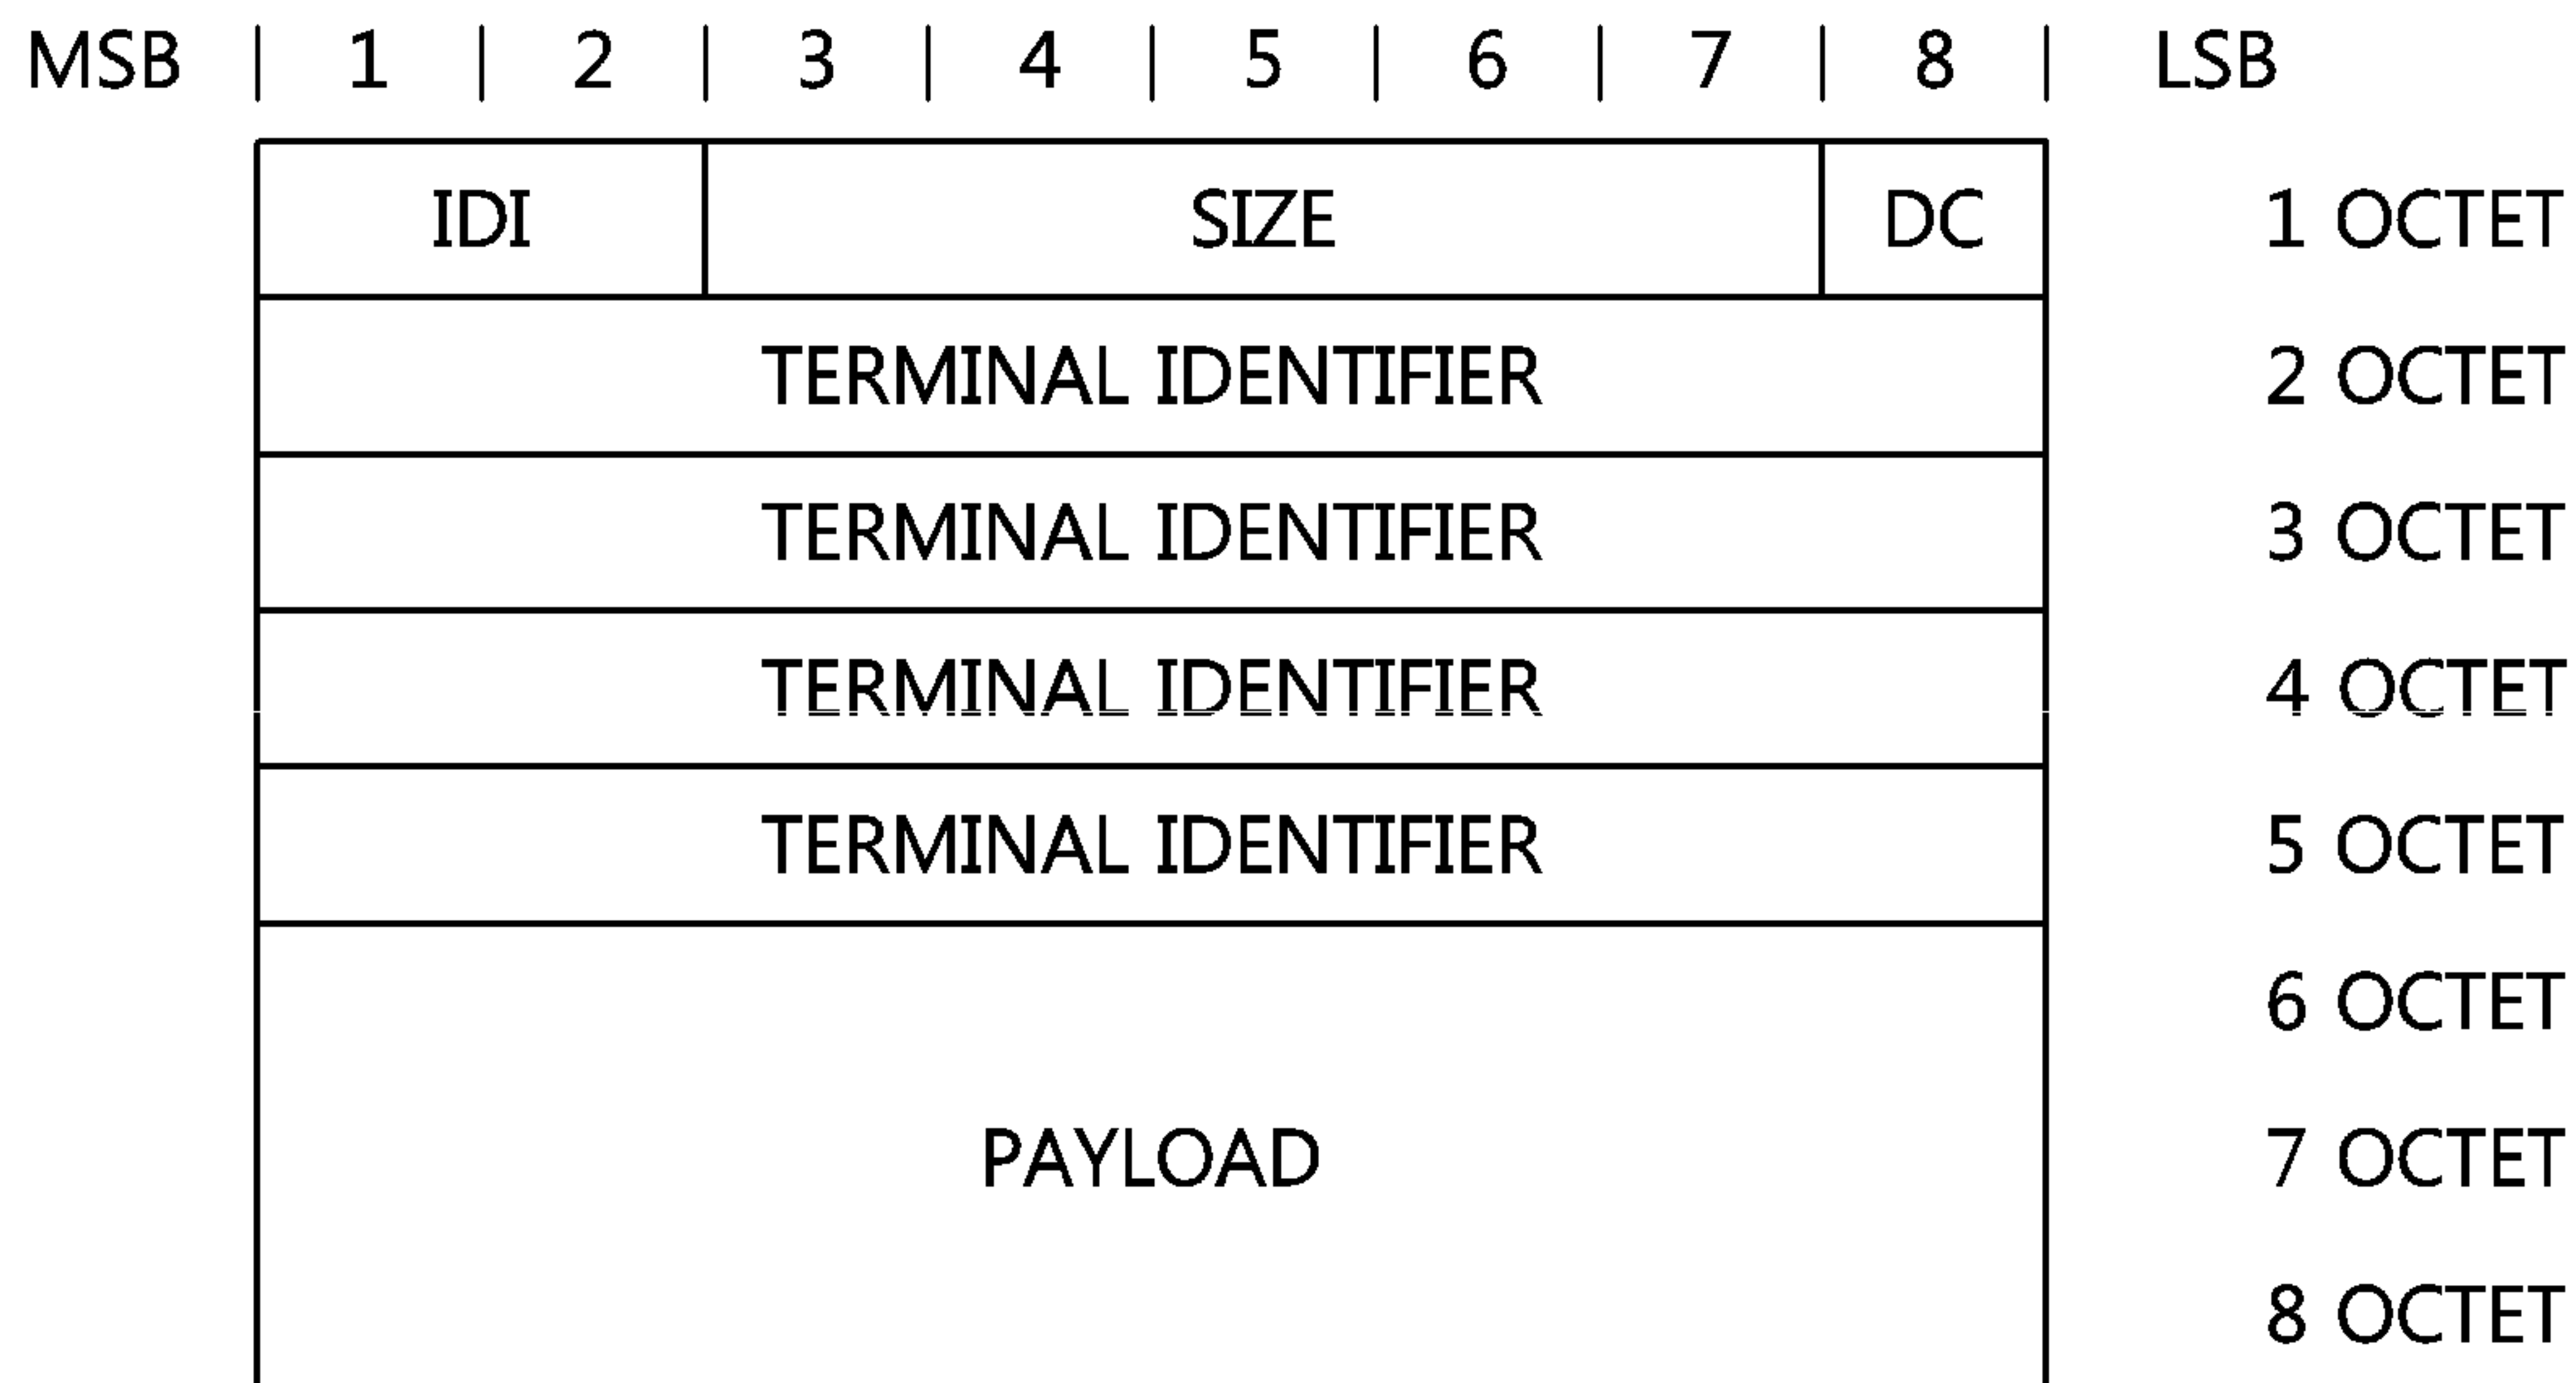 MSB | 1 | 2 | 3 | 4 | 5 | 6 | 7 | 8 | LSB
IDI SIZE DC 1 OCTET
TERMINAL IDENTIFIER 2 OCTET
TERMINAL IDENTIFIER 3 OCTET
TERMINAL IDENTIFIER 4 OCTET
TERMINAL IDENTIFIER 5 OCTET
6 OCTET
PAYLOAD 7 OCTET
8 OCTET